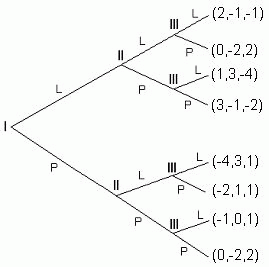 L (2,-1,-1)
III
L
P (0,-2,2)
II
L (1,3,-4)
III
L
P
P (3,-1,-2)
I
L (-4,3,1)
III
P
L
P (-2,1,1)
II
L (-1,0,1)
III
P
P (0,-2,2)